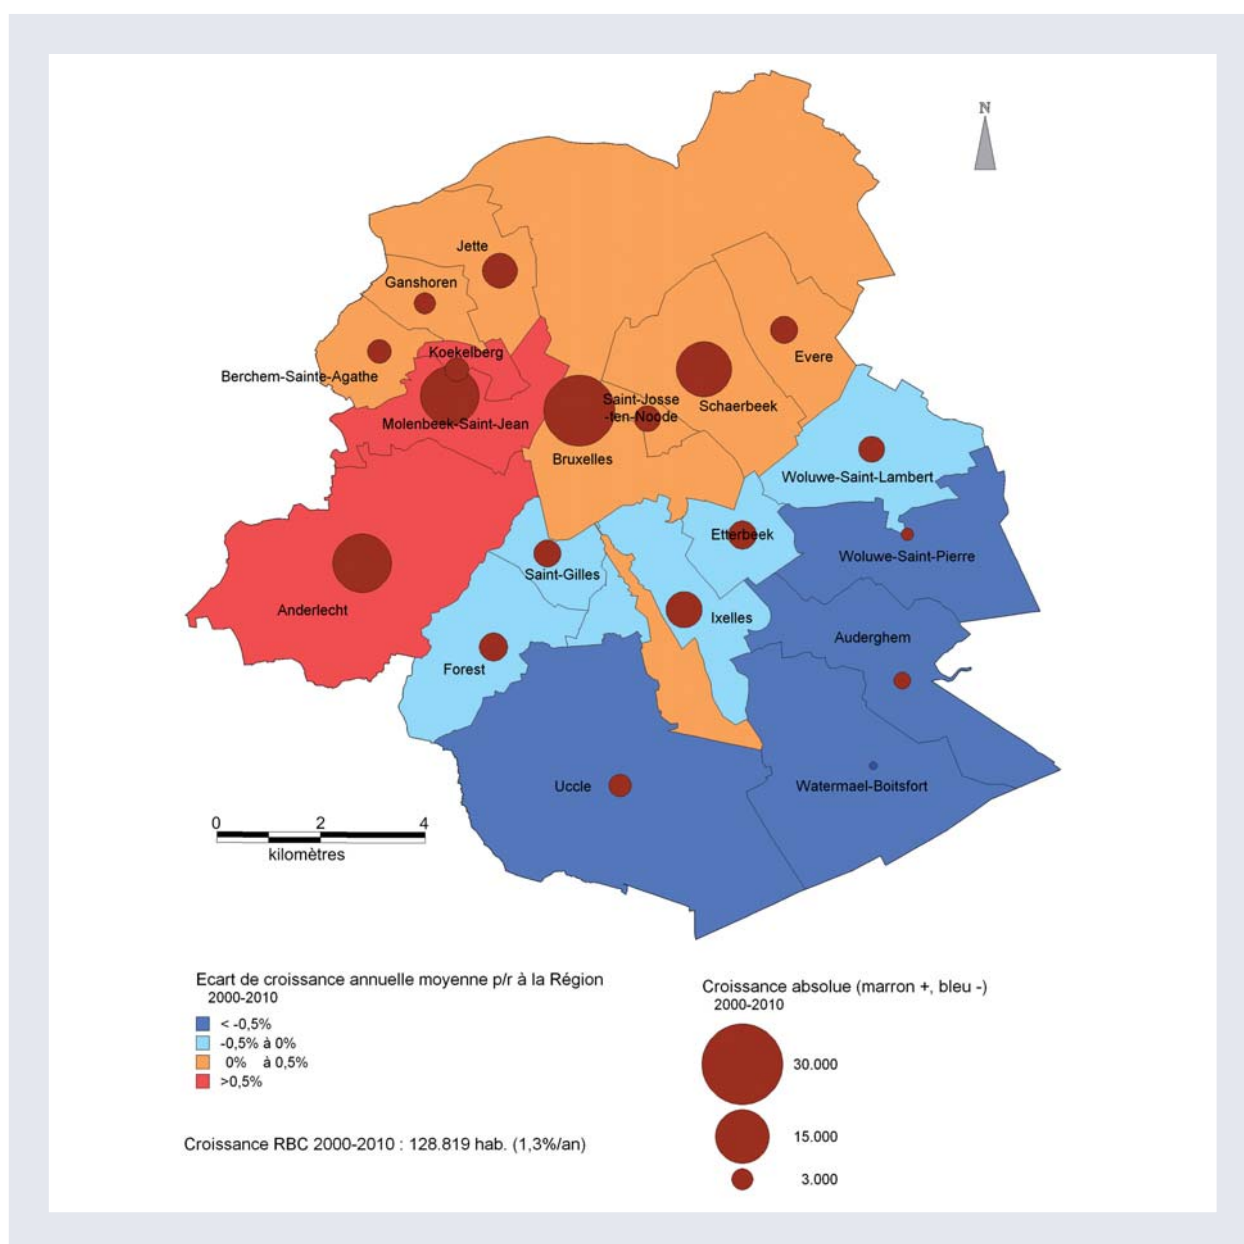 N
Jette
Ganshoren
Koekelberg
Berchem-Sainte-Agathe
Evere
Saint-Josse
-ten-Noode
Schaerbeek
Molenbeek-Saint-Jean
Bruxelles
Woluwe-Saint-Lambert
Etterbeek
Woluwe-Saint-Pierre
Saint-Gilles
Anderlecht
Ixelles
Auderghem
Forest
Uccle
Watermael-Boitsfort
0 2 4
kilomètres
Ecart de croissance annuelle moyenne p/r à la Région
2000-2010
< -0,5%
-0,5% à 0%
0% à 0,5%
>0,5%
Croissance RBC 2000-2010 : 128.819 hab. (1,3%/an)
Croissance absolue (marron +, bleu -)
2000-2010
30.000
15.000
3.000